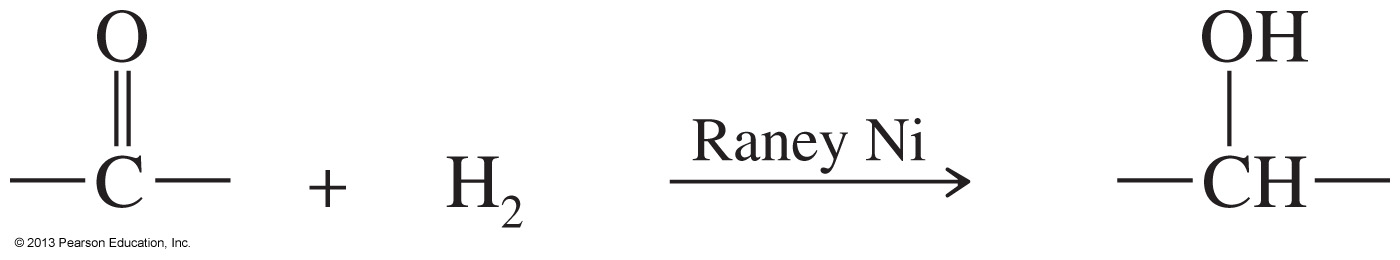 O OH
C + H₂ Raney Ni CH
© 2013 Pearson Education, Inc.